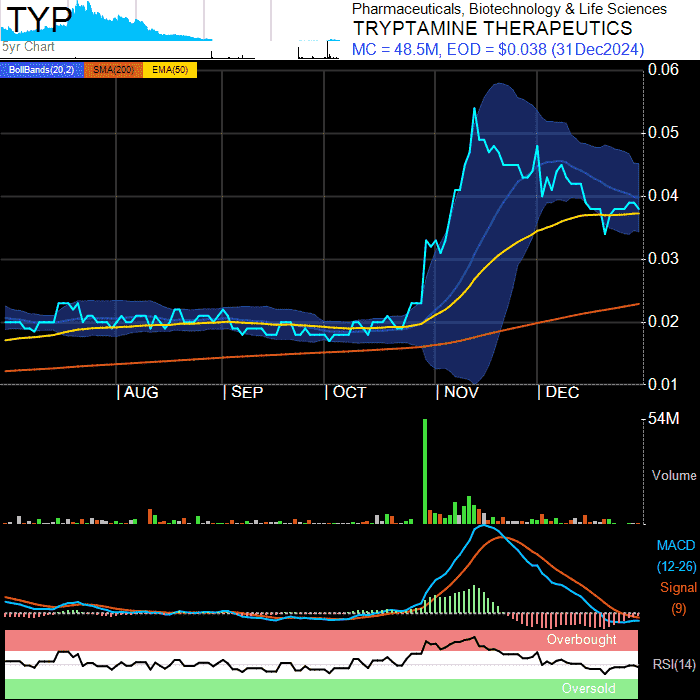 TYP
5yr Chart
Pharmaceuticals, Biotechnology & Life Sciences
TRYPTAMINE THERAPEUTICS
MC = 48.5M, EOD = $0.038 (31Dec2024)
BollBands(20,2) SMA(200) EMA(50)
0.06
0.05
0.04
0.03
0.02
0.01
AUG SEP OCT NOV DEC
54M
Volume
MACD
(12-26)
Signal
(9)
Overbought
RSI(14)
Oversold